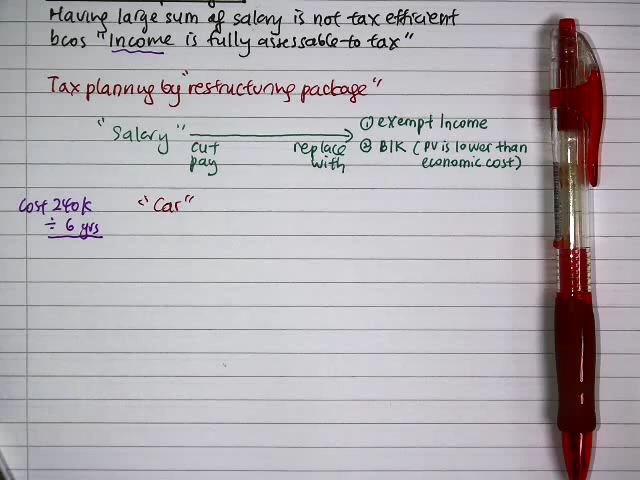 Having large sum of salary is not tax efficient
bcos "Income is fully assessable to tax"
Tax planning by "restructuring package"
"Salary" cut pay replace with ① exempt Income
② BIK (PV is lower than economic cost)
Cost 240k "Car"
÷ 6 yrs